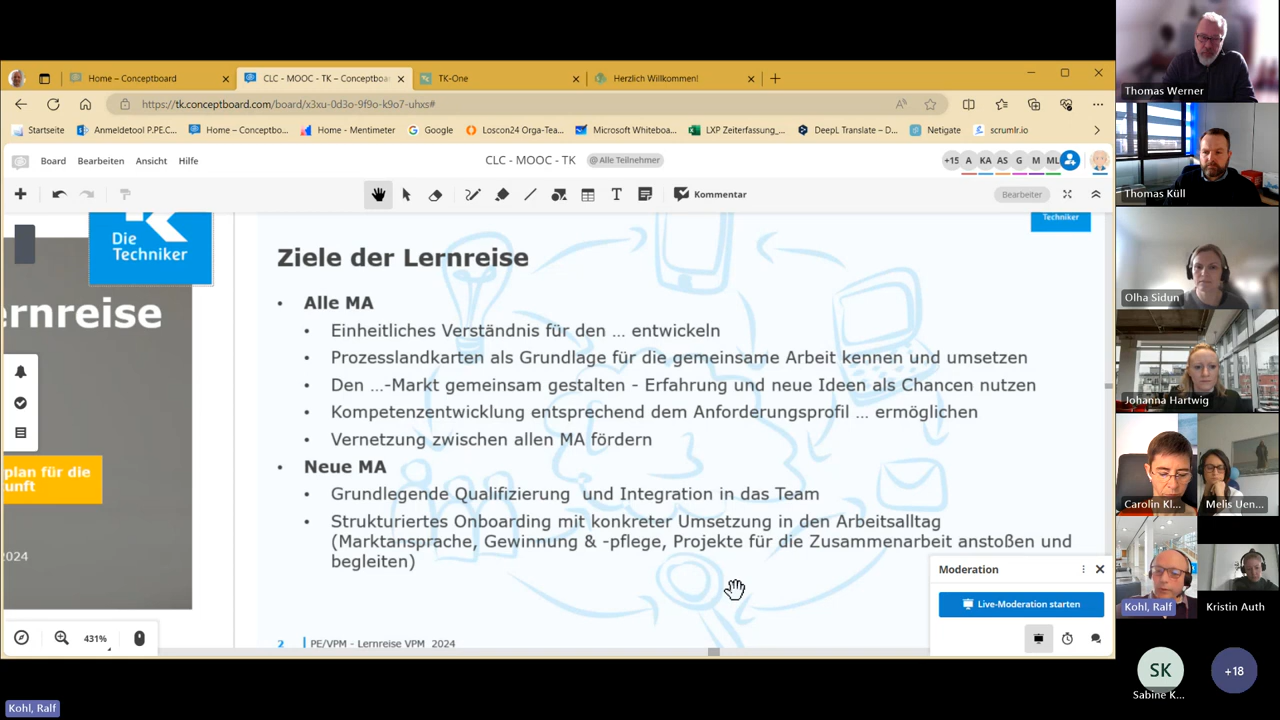 Home – Conceptboard
CLC - MOOC - TK – Conceptboa
TK-One
Herzlich Willkommen!
https://tk.conceptboard.com/board/x3xu-0d3o-9f9o-k9o7-uhxs#
Startseite
Anmeldetool P.PE.C...
Home – Conceptbo...
Home - Mentimeter
Google
Loscon24 Orga-Tea...
Microsoft Whiteboa...
LXP Zeiterfassung_...
DeepL Translate – D...
Netigate
scrumlr.io
Board
Bearbeiten
Ansicht
Hilfe
CLC - MOOC - TK
@ Alle Teilnehmer
+15 A KA AS G M ML
Kommentar
Bearbeiter
Die
Techniker
ernreise
plan für die
unft
2024
Techniker
Ziele der Lernreise
• Alle MA
• Einheitliches Verständnis für den ... entwickeln
• Prozesslandkarten als Grundlage für die gemeinsame Arbeit kennen und umsetzen
• Den ...-Markt gemeinsam gestalten - Erfahrung und neue Ideen als Chancen nutzen
• Kompetenzentwicklung entsprechend dem Anforderungsprofil ... ermöglichen
• Vernetzung zwischen allen MA fördern
• Neue MA
• Grundlegende Qualifizierung und Integration in das Team
• Strukturiertes Onboarding mit konkreter Umsetzung in den Arbeitsalltag
(Marktansprache, Gewinnung & -pflege, Projekte für die Zusammenarbeit anstoßen und
begleiten)
2 PE/VPM - Lernreise VPM 2024
Moderation
Live-Moderation starten
431%
Thomas Werner
Thomas Küll
Olha Sidun
Johanna Hartwig
Carolin Kl...
Melis Uen...
Kohl, Ralf
Kristin Auth
SK
Sabine K...
+18
Kohl, Ralf